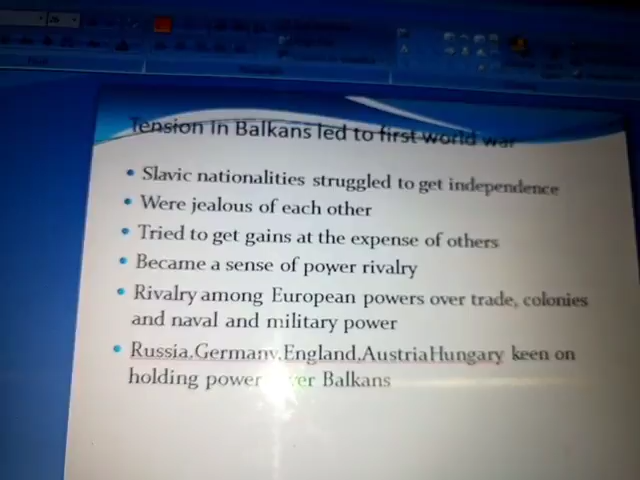 Tension In Balkans led to first world war
• Slavic nationalities struggled to get independence
• Were jealous of each other
• Tried to get gains at the expense of others
• Became a sense of power rivalry
• Rivalry among European powers over trade, colonies
and naval and military power
• Russia,Germany,England,AustriaHungary keen on
holding power over Balkans